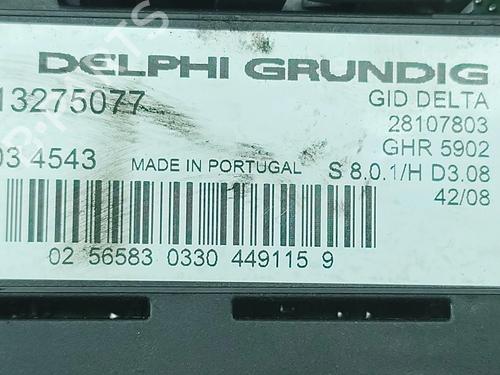 DELPHI GRUNDIG
13275077
GID DELTA
28107803
GHR 5902
03 4543
MADE IN PORTUGAL
S 8.0.1/H D3.08
42/08
02 56583 0330 449115 9